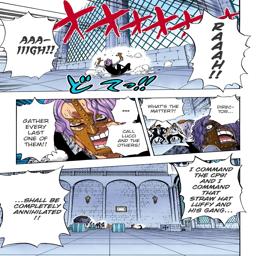 AAA-
IIIGH!!
RAAAH!!
GATHER
EVERY
LAST
ONE OF
THEM!!
...
CALL
LUCCI
AND THE
OTHERS...
WHAT'S THE
MATTER?!
DIREC-
TOR...
I COMMAND
THE CP9!
AND I
COMMAND
THAT
STRAW HAT
LUFFY AND
HIS GANG...
...SHALL BE
COMPLETELY
ANNIHILATED
!!